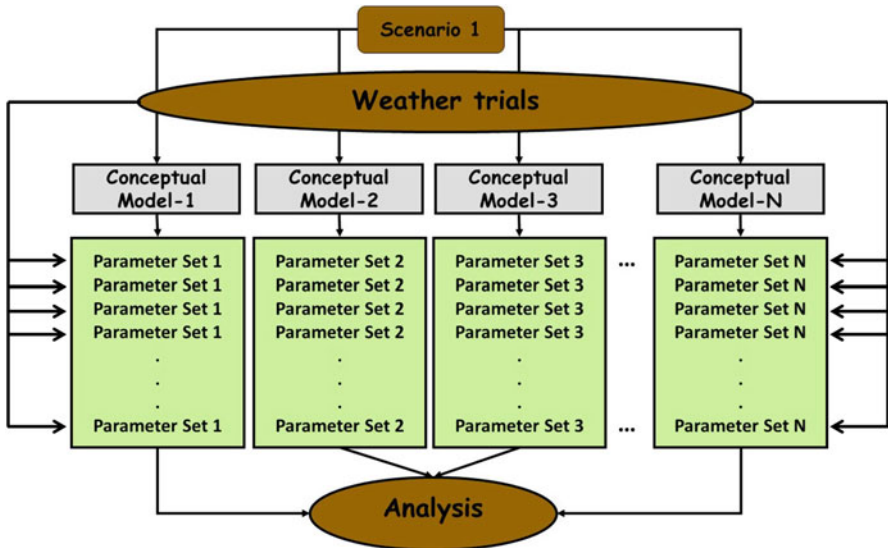 Scenario 1
Weather trials
Conceptual Model-1
Conceptual Model-2
Conceptual Model-3
Conceptual Model-N
Parameter Set 1 Parameter Set 2 Parameter Set 3 ... Parameter Set N
Parameter Set 1 Parameter Set 2 Parameter Set 3 Parameter Set N
Parameter Set 1 Parameter Set 2 Parameter Set 3 Parameter Set N
Parameter Set 1 Parameter Set 2 Parameter Set 3 Parameter Set N
. . . .
. . . .
. . . .
Parameter Set 1 Parameter Set 2 Parameter Set 3 ... Parameter Set N
Analysis